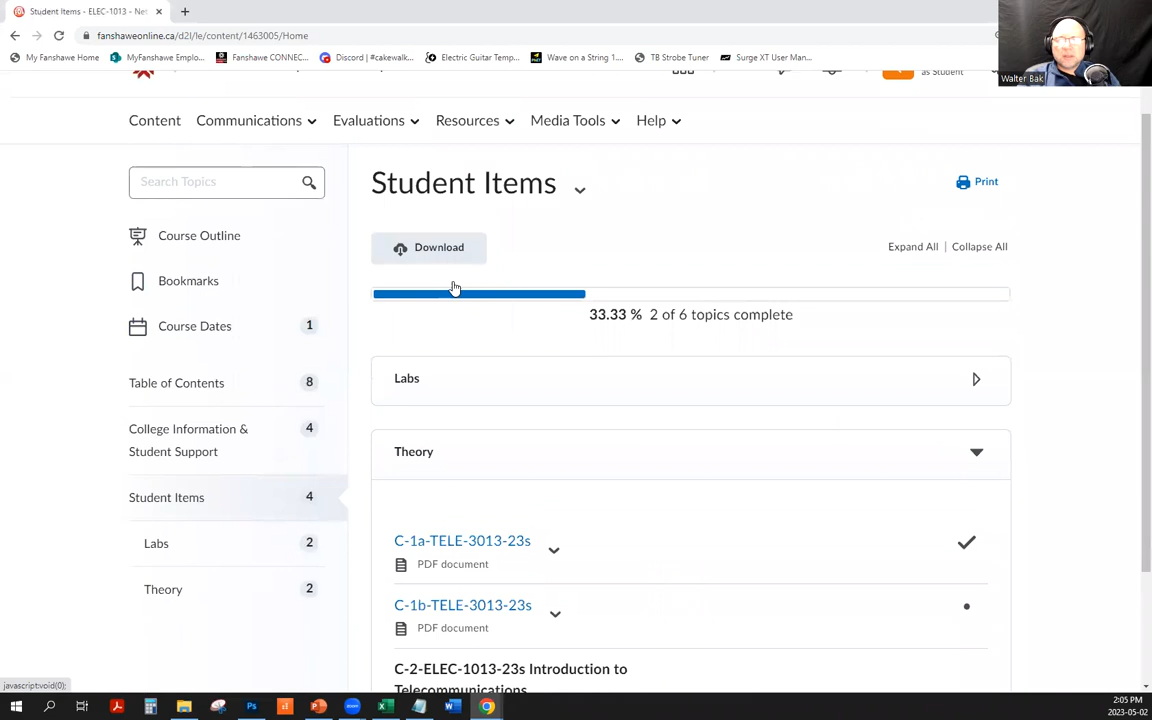 Student Items - ELEC-1013 - Net
fanshaweonline.ca/d2l/le/content/1463005/Home
My Fanshawe Home
MyFanshawe Emplo...
Fanshawe CONNEC...
Discord | #cakewalk...
Electric Guitar Temp...
Wave on a String 1....
TB Strobe Tuner
Surge XT User Man...
as Student
Walter Bak
Content
Communications
Evaluations
Resources
Media Tools
Help
Search Topics
Student Items
Print
Course Outline
Download
Expand All | Collapse All
Bookmarks
33.33 % 2 of 6 topics complete
Course Dates 1
Table of Contents 8
Labs
College Information & 4
Student Support
Theory
Student Items 4
Labs 2
C-1a-TELE-3013-23s
PDF document
Theory 2
C-1b-TELE-3013-23s
PDF document
C-2-ELEC-1013-23s Introduction to
Telecommunications
javascript:void(0);
2:05 PM
2023-05-02